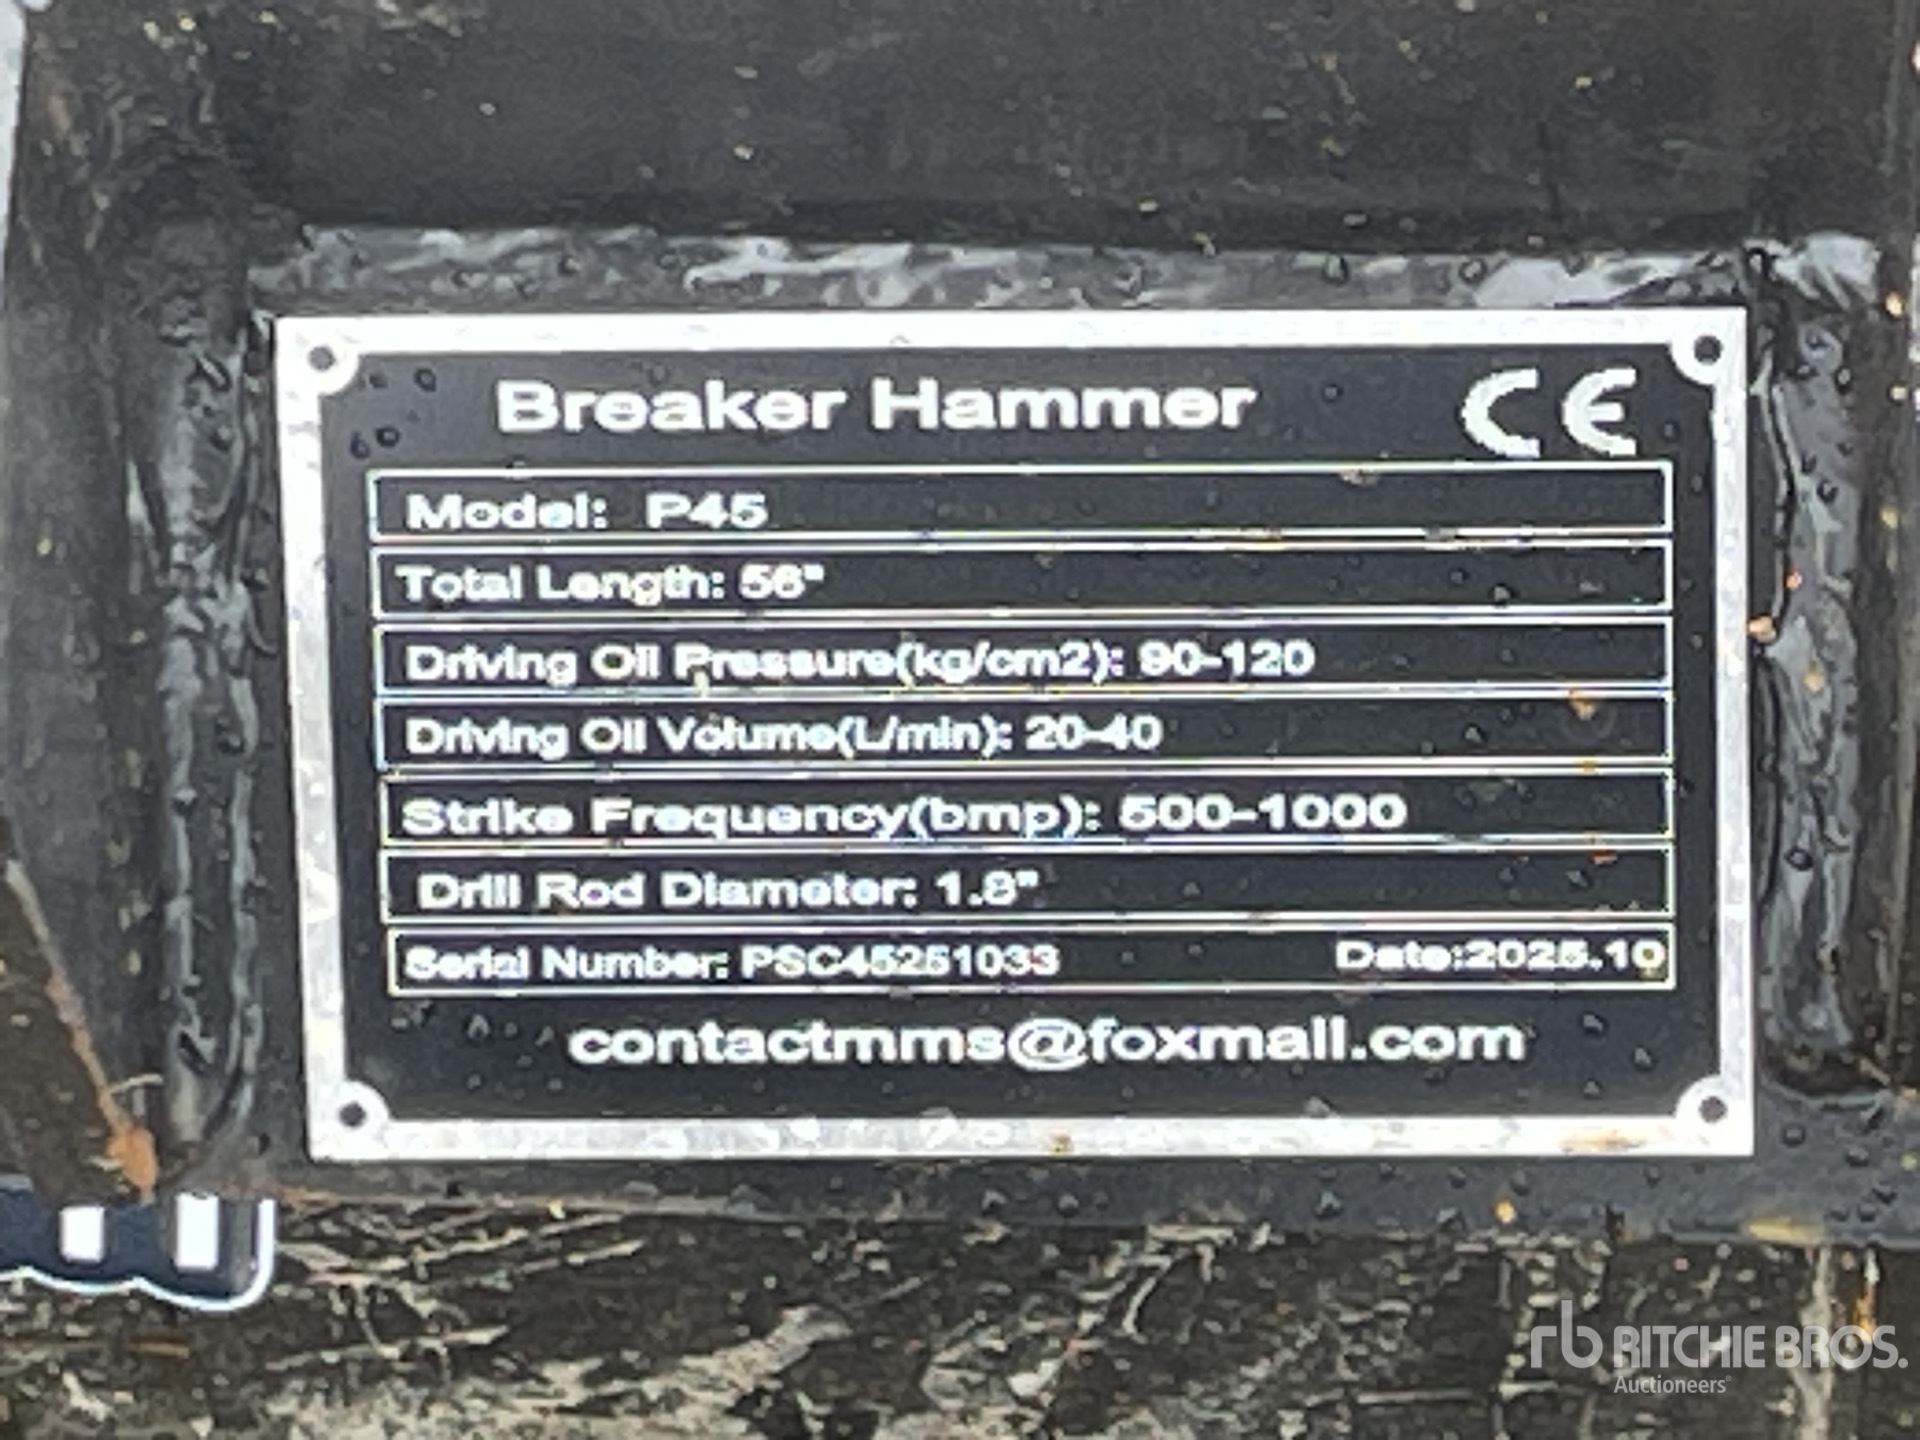 Breaker Hammer CE
Model: P45
Total Length: 56"
Driving Oil Pressure(kg/cm2): 90-120
Driving Oil Volume(L/min): 20-40
Strike Frequency(bmp): 500-1000
Drill Rod Diameter: 1.8"
Serial Number: PSC45251033 Date:2025.10
contactmms@foxmail.com
rb RITCHIE BROS.
Auctioneers